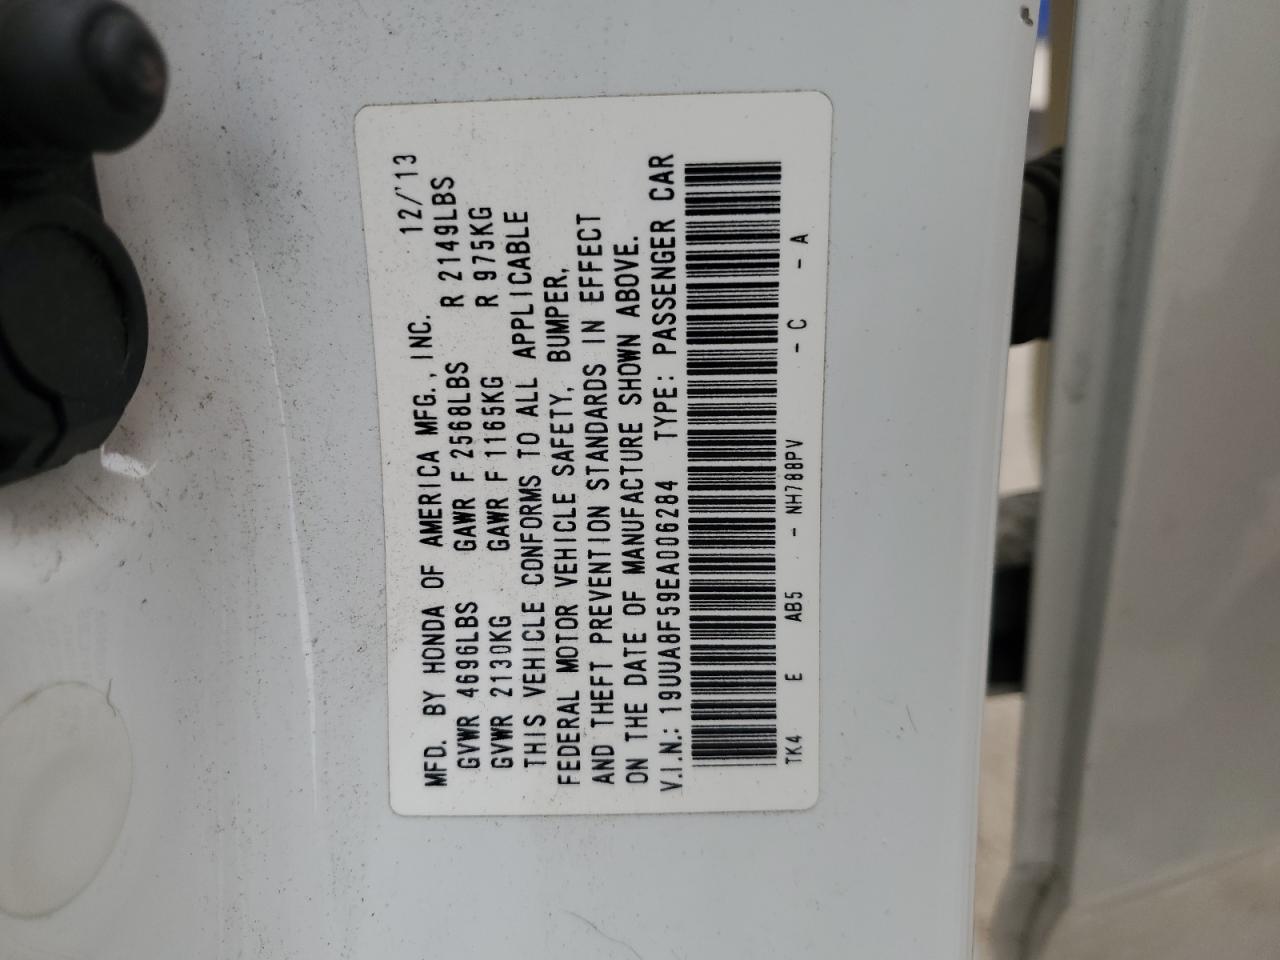 MFD. BY HONDA OF AMERICA MFG., INC. 12/'13
GVWR 4696LBS GAWR F 2568LBS R 2149LBS
GVWR 2130KG GAWR F 1165KG R 975KG
THIS VEHICLE CONFORMS TO ALL APPLICABLE
FEDERAL MOTOR VEHICLE SAFETY, BUMPER,
AND THEFT PREVENTION STANDARDS IN EFFECT
ON THE DATE OF MANUFACTURE SHOWN ABOVE.
V.I.N.: 19UUA8F59EA006284 TYPE: PASSENGER CAR
TK4 E AB5 - NH788PV - C - A